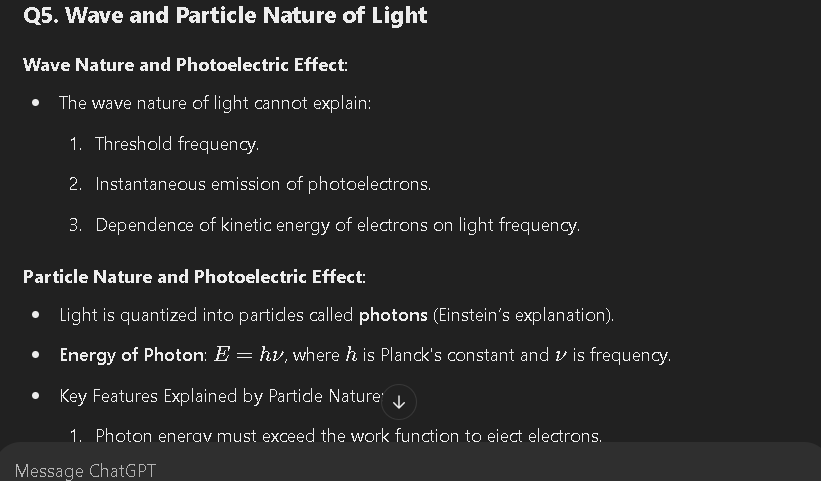 Q5. Wave and Particle Nature of Light
Wave Nature and Photoelectric Effect:
• The wave nature of light cannot explain:
1. Threshold frequency.
2. Instantaneous emission of photoelectrons.
3. Dependence of kinetic energy of electrons on light frequency.
Particle Nature and Photoelectric Effect:
• Light is quantized into particles called photons (Einstein's explanation).
• Energy of Photon: E = hν, where h is Planck's constant and ν is frequency.
• Key Features Explained by Particle Nature:
1. Photon energy must exceed the work function to eject electrons.
Message ChatGPT